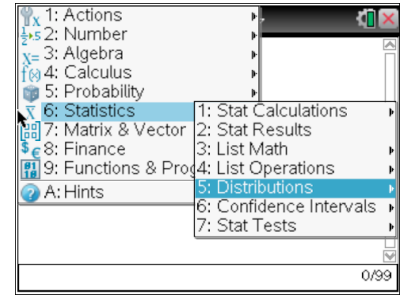 1: Actions
2: Number
3: Algebra
4: Calculus
5: Probability
6: Statistics
7: Matrix & Vector
8: Finance
9: Functions & Prog
A: Hints
1: Stat Calculations
2: Stat Results
3: List Math
4: List Operations
5: Distributions
6: Confidence Intervals
7: Stat Tests
0/99